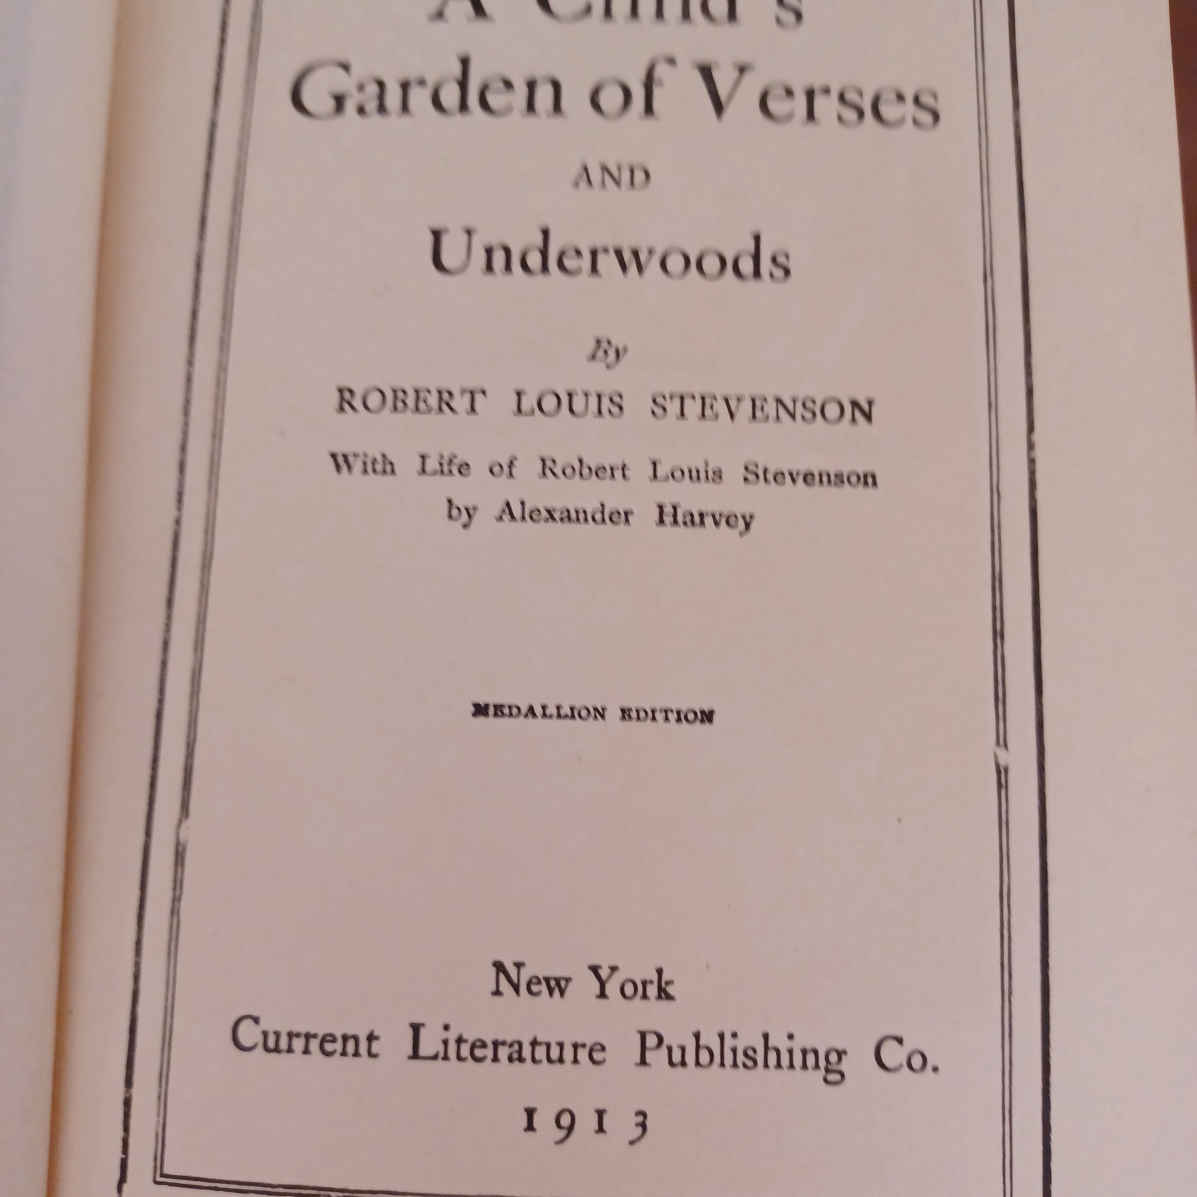 A Child's
Garden of Verses
AND
Underwoods
By
ROBERT LOUIS STEVENSON
With Life of Robert Louis Stevenson
by Alexander Harvey
MEDALLION EDITION
New York
Current Literature Publishing Co.
1913